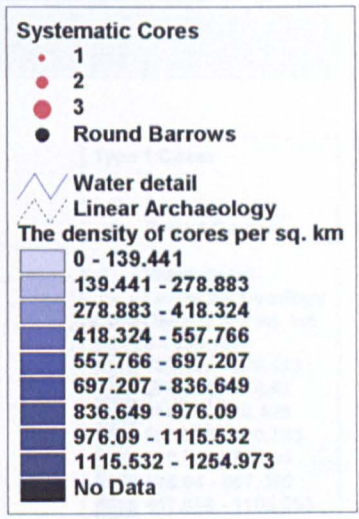 Systematic Cores
1
2
3
Round Barrows
Water detail
Linear Archaeology
The density of cores per sq. km
0 - 139.441
139.441 - 278.883
278.883 - 418.324
418.324 - 557.766
557.766 - 697.207
697.207 - 836.649
836.649 - 976.09
976.09 - 1115.532
1115.532 - 1254.973
No Data